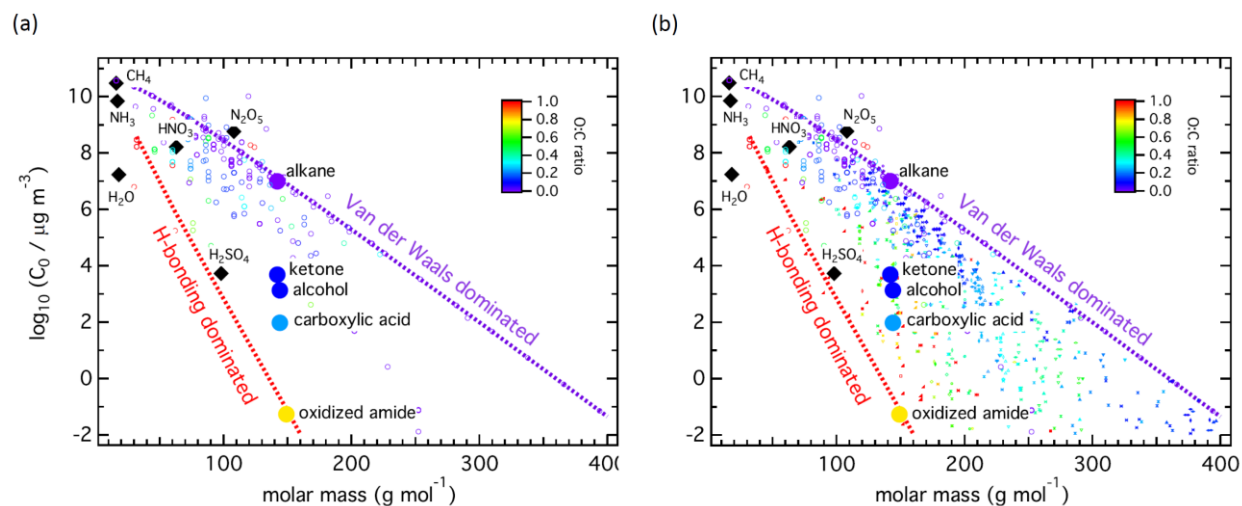 (a)
(b)
log₁₀ (C₀ / µg m⁻³)
10
8
6
4
2
0
-2
100
200
300
400
molar mass (g mol⁻¹)
CH₄
NH₃
HNO₃
N₂O₅
H₂O
H₂SO₄
alkane
ketone
alcohol
carboxylic acid
oxidized amide
Van der Waals dominated
H-bonding dominated
1.0
0.8
0.6
0.4
0.2
0.0
O:C ratio
10
8
6
4
2
0
-2
100
200
300
400
molar mass (g mol⁻¹)
CH₄
NH₃
HNO₃
N₂O₅
H₂O
H₂SO₄
alkane
ketone
alcohol
carboxylic acid
oxidized amide
Van der Waals dominated
H-bonding dominated
1.0
0.8
0.6
0.4
0.2
0.0
O:C ratio